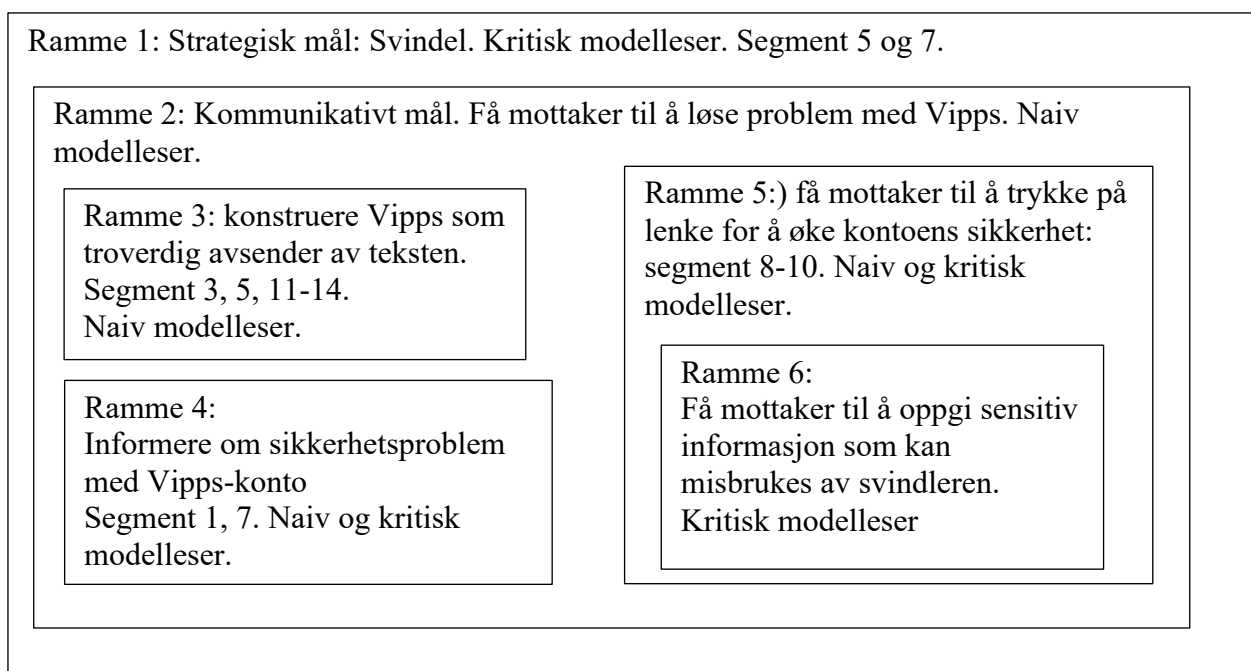 Ramme 1: Strategisk mål: Svindel. Kritisk modelleser. Segment 5 og 7.
Ramme 2: Kommunikativt mål. Få mottaker til å løse problem med Vipps. Naiv
modelleser.
Ramme 3: konstruere Vipps som
troverdig avsender av teksten.
Segment 3, 5, 11-14.
Naiv modelleser.
Ramme 4:
Informere om sikkerhetsproblem
med Vipps-konto
Segment 1, 7. Naiv og kritisk
modelleser.
Ramme 5:) få mottaker til å trykke på
lenke for å øke kontoens sikkerhet:
segment 8-10. Naiv og kritisk
modelleser.
Ramme 6:
Få mottaker til å oppgi sensitiv
informasjon som kan
misbrukes av svindleren.
Kritisk modelleser